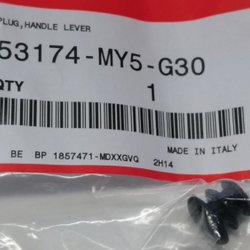 PLUG,HANDLE LEVER
53174-MY5-G30
QTY 1
MADE IN ITALY
BE BP 1857471-MDXXGVQ 2H14